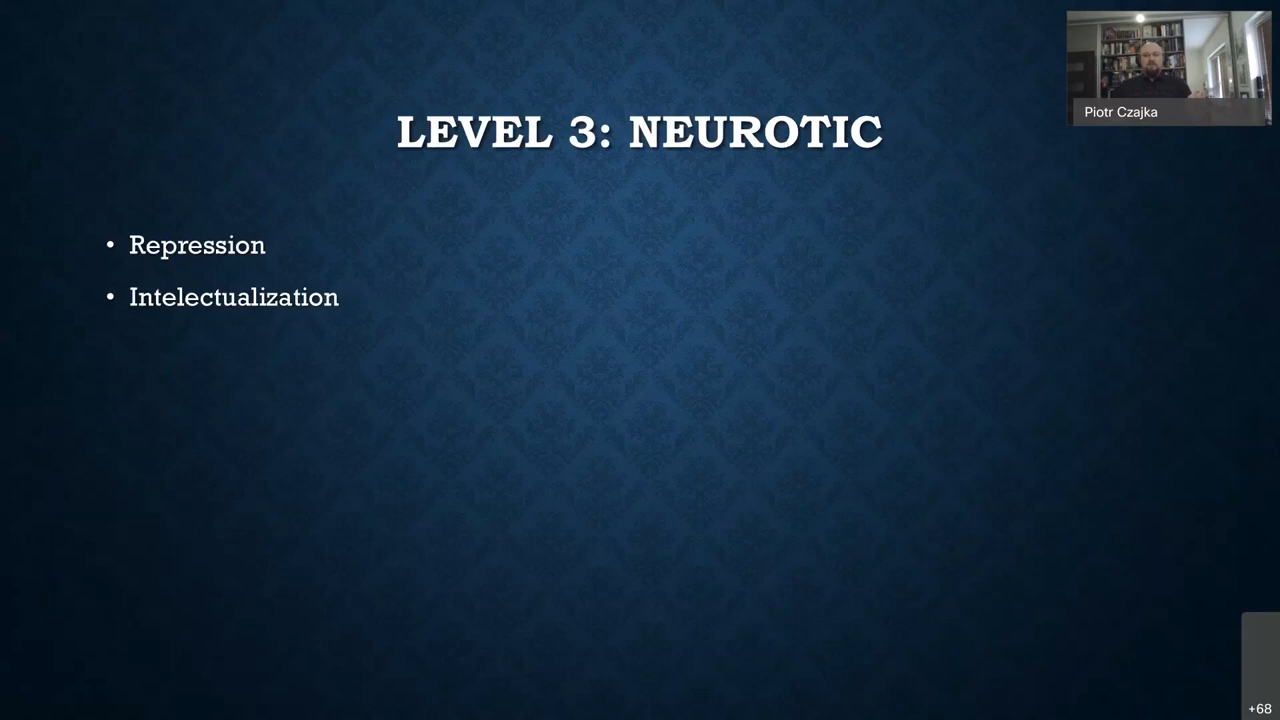 Piotr Czajka
LEVEL 3: NEUROTIC
• Repression
• Intelectualization
+68